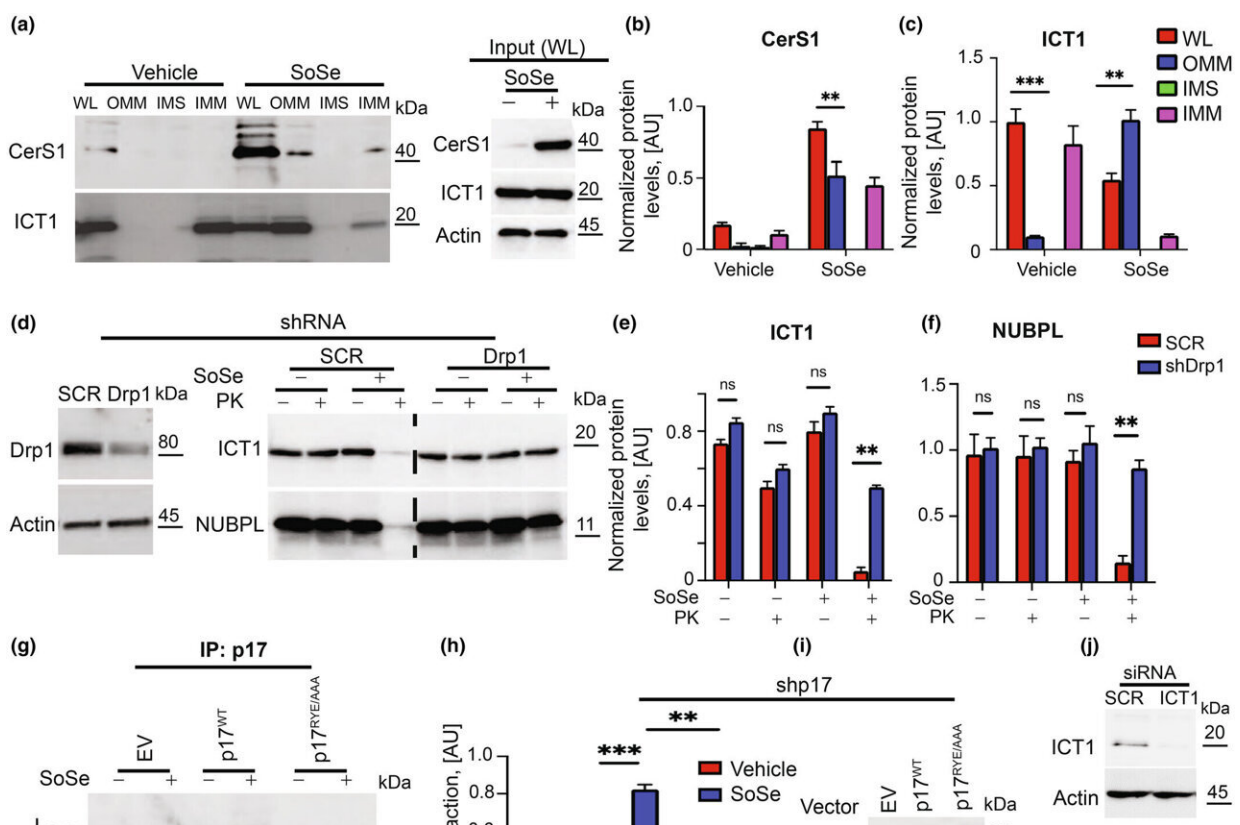 (a)
Vehicle SoSe
WL OMM IMS IMM WL OMM IMS IMM kDa
CerS1 40
ICT1 20
Input (WL)
SoSe
− + kDa
CerS1 40
ICT1 20
Actin 45
(b)
CerS1
Normalized protein
levels, [AU]
1.0
0.5
0
**
Vehicle SoSe
(c)
ICT1
WL
OMM
IMS
IMM
Normalized protein
levels, [AU]
1.5
1.0
0.5
0
*** **
Vehicle SoSe
(d)
shRNA
SCR Drp1 kDa
Drp1 80
Actin 45
SCR Drp1
SoSe − + − +
PK − + − + − + − + kDa
ICT1 20
NUBPL 11
(e)
ICT1
Normalized protein
levels, [AU]
0.8
0.4
0
ns ns ns **
SoSe − − + +
PK − + − +
(f)
NUBPL
SCR
shDrp1
1.5
1.0
0.5
0
ns ns ns **
SoSe − − + +
PK − + − +
(g)
IP: p17
EV p17WT p17RYE/AAA
SoSe − + − + − + kDa
(h)
action, [AU]
1.0
0.8
*** **
Vehicle
SoSe
(i)
shp17
Vector EV p17WT p17RYE/AAA kDa
(j)
siRNA
SCR ICT1 kDa
ICT1 20
Actin 45